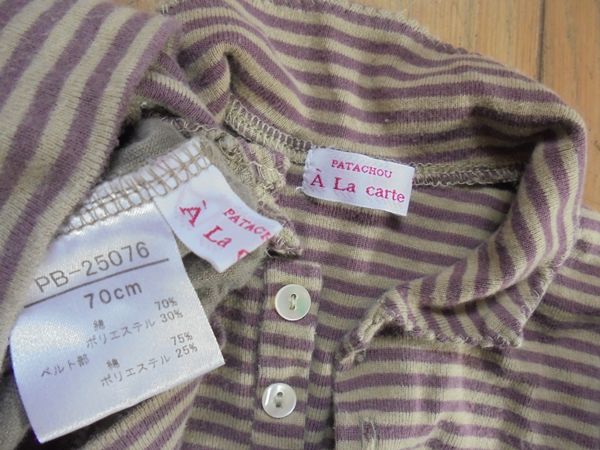 PATACHOU
À La carte
PATACHOU
À La carte
PB-25076
70cm
綿 70%
ポリエステル 30%
ベルト部 綿 75%
ポリエステル 25%